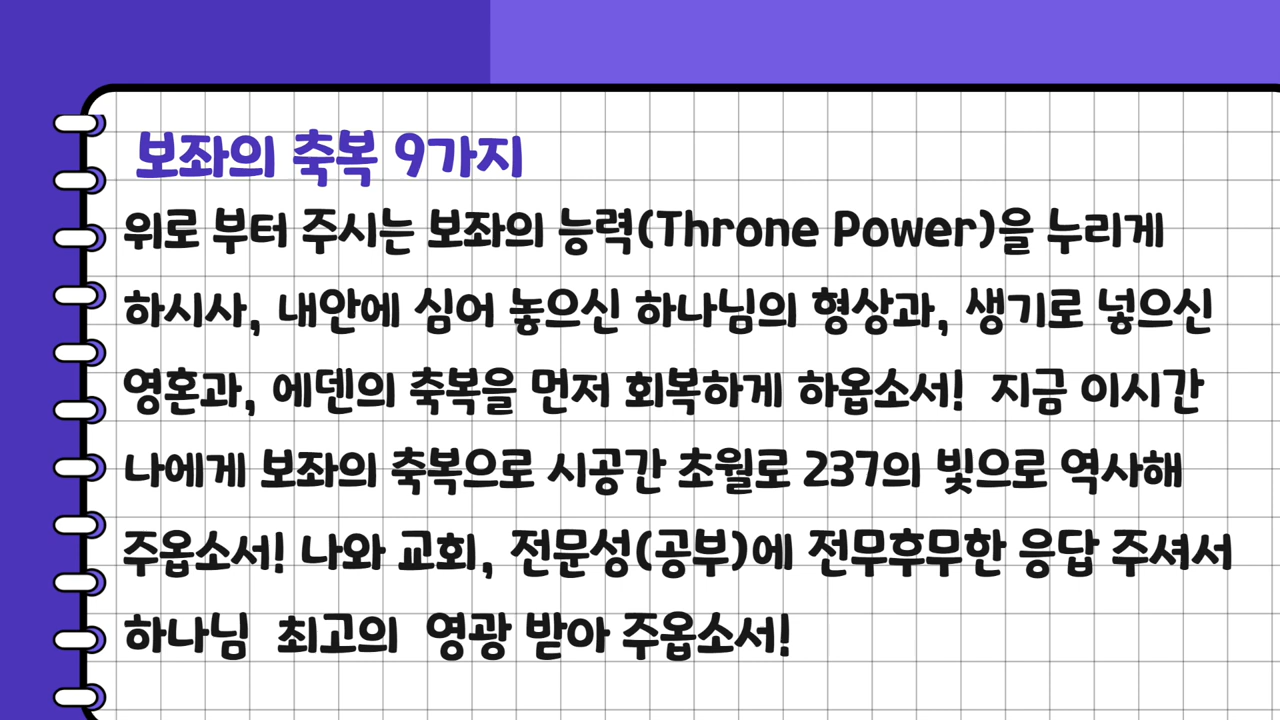 보좌의 축복 9가지
위로 부터 주시는 보좌의 능력(Throne Power)을 누리게
하시사, 내안에 심어 놓으신 하나님의 형상과, 생기로 넣으신
영혼과, 에덴의 축복을 먼저 회복하게 하옵소서! 지금 이시간
나에게 보좌의 축복으로 시공간 초월로 237의 빛으로 역사해
주옵소서! 나와 교회, 전문성(공부)에 전무후무한 응답 주셔서
하나님 최고의 영광 받아 주옵소서!